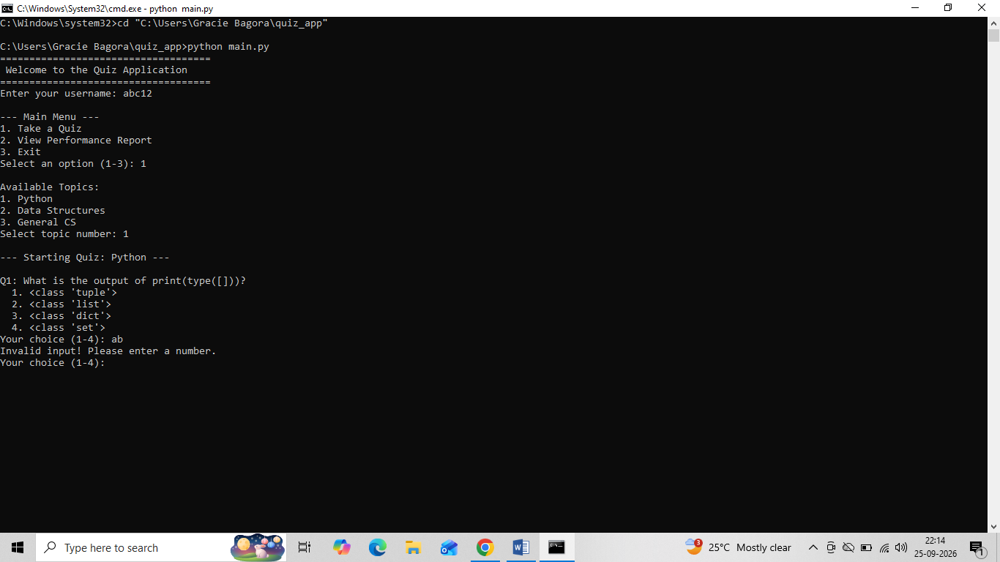 C:\Windows\System32\cmd.exe - python  main.py
C:\Windows\system32>cd "C:\Users\Gracie Bagora\quiz_app"
C:\Users\Gracie Bagora\quiz_app>python main.py
====================================
 Welcome to the Quiz Application
====================================
Enter your username: abc12
--- Main Menu ---
1. Take a Quiz
2. View Performance Report
3. Exit
Select an option (1-3): 1
Available Topics:
1. Python
2. Data Structures
3. General CS
Select topic number: 1
--- Starting Quiz: Python ---
Q1: What is the output of print(type([]))?
  1. <class 'tuple'>
  2. <class 'list'>
  3. <class 'dict'>
  4. <class 'set'>
Your choice (1-4): ab
Invalid input! Please enter a number.
Your choice (1-4):
Type here to search
3
25°C Mostly clear
22:14
25-09-2026
1